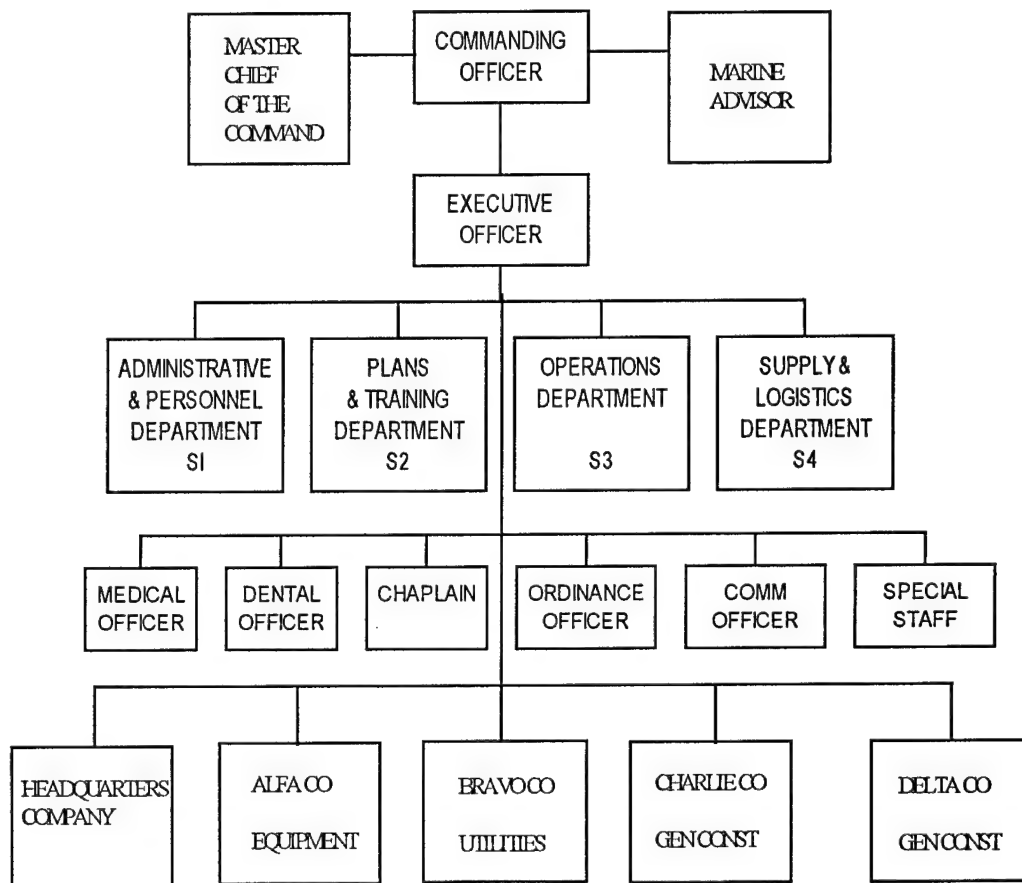 MASTER
CHIEF
OF THE
COMMAND
COMMANDING
OFFICER
MARINE
ADVISOR
EXECUTIVE
OFFICER
ADMINISTRATIVE
& PERSONNEL
DEPARTMENT
SI
PLANS
& TRAINING
DEPARTMENT
S2
OPERATIONS
DEPARTMENT
S3
SUPPLY &
LOGISTICS
DEPARTMENT
S4
MEDICAL
OFFICER
DENTAL
OFFICER
CHAPLAIN
ORDINANCE
OFFICER
COMM
OFFICER
SPECIAL
STAFF
HEADQUARTERS
COMPANY
ALFA CO
EQUIPMENT
BRAVO CO
UTILITIES
CHARLIE CO
GEN CONST
DELTA CO
GEN CONST